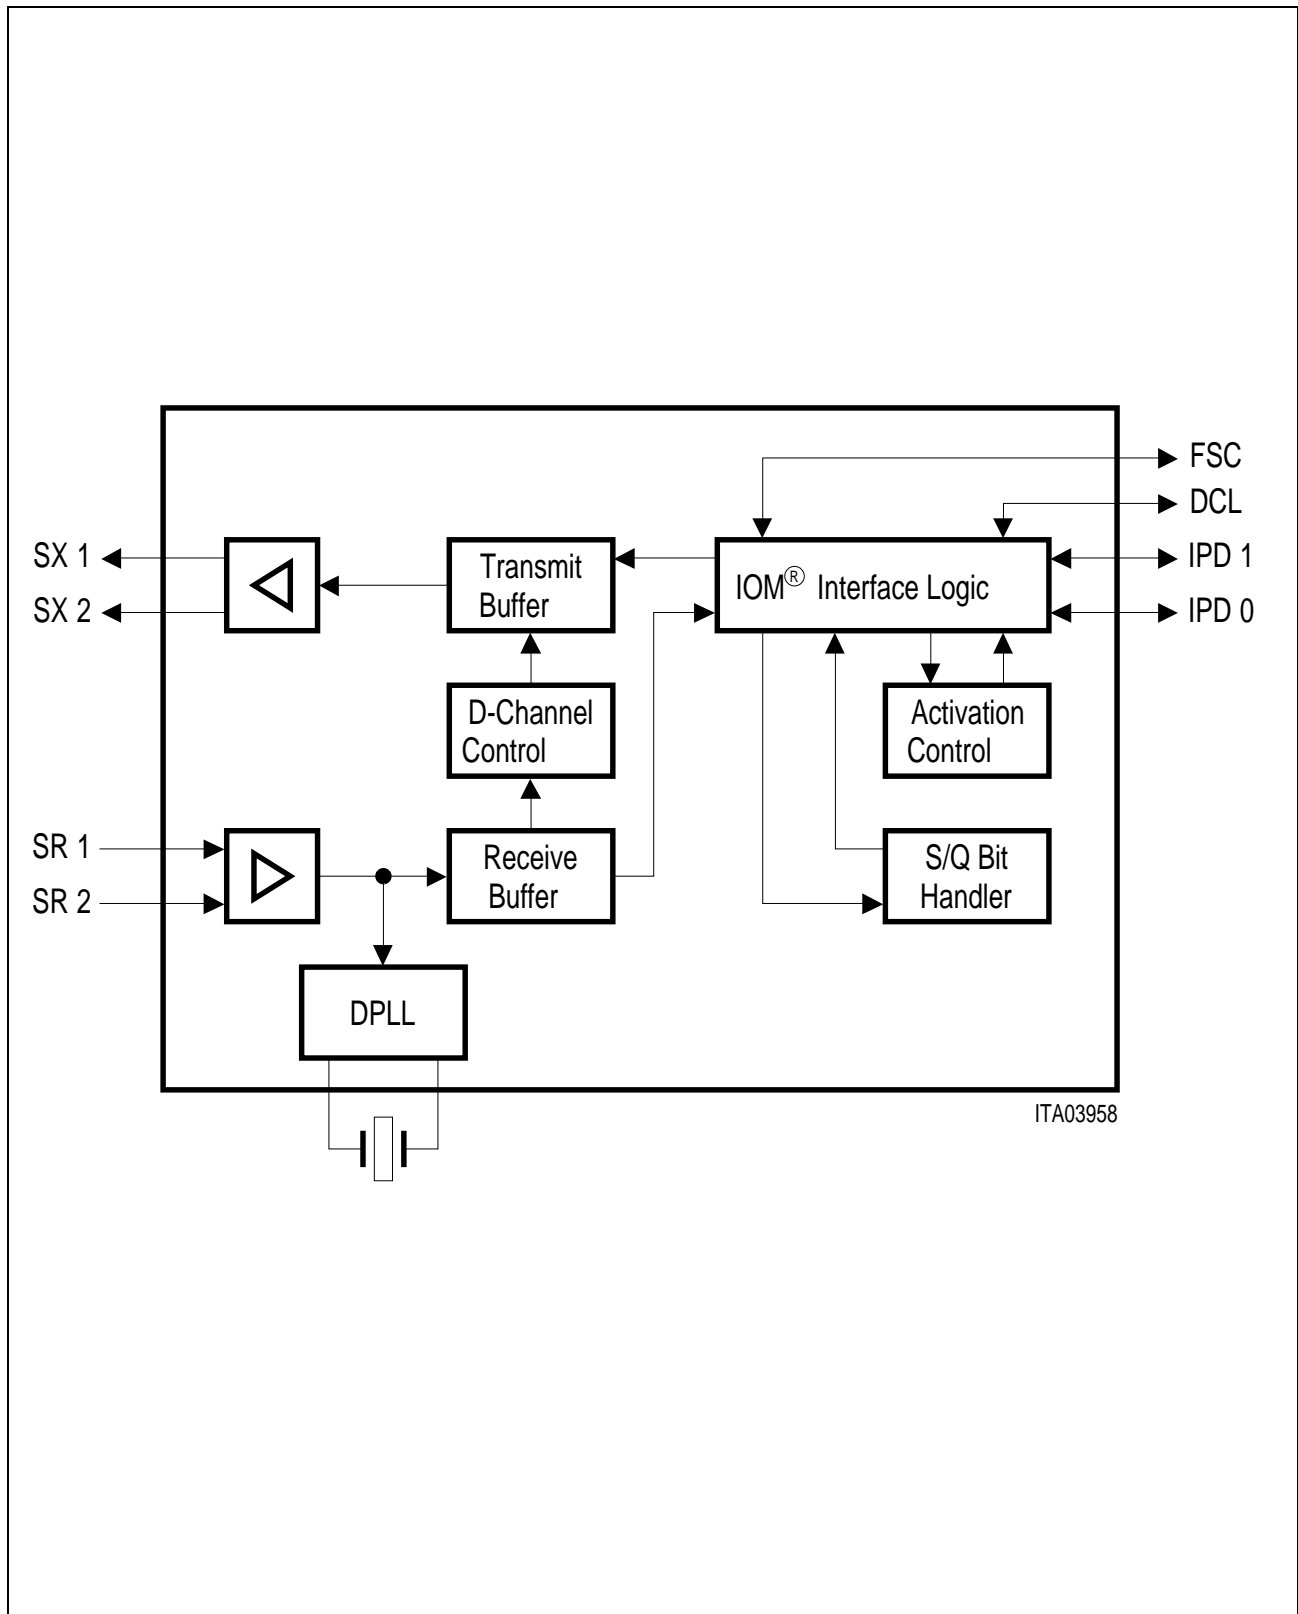 FSC
DCL
SX 1
SX 2
Transmit
Buffer
IOM® Interface Logic
IPD 1
IPD 0
D-Channel
Control
Activation
Control
SR 1
SR 2
Receive
Buffer
S/Q Bit
Handler
DPLL
ITA03958